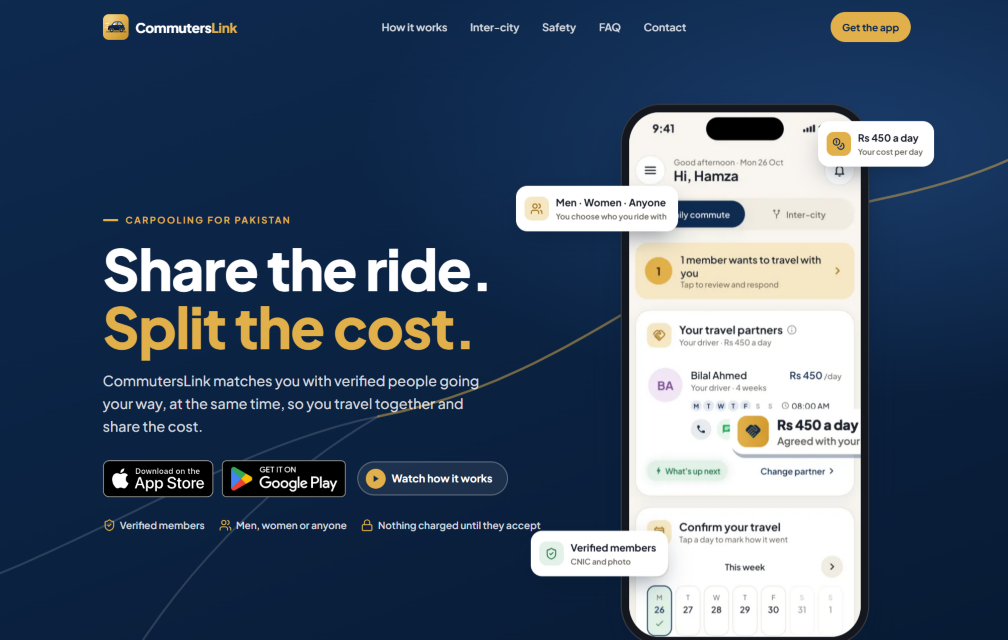 CommutersLink
How it works
Inter-city
Safety
FAQ
Contact
Get the app
CARPOOLING FOR PAKISTAN
Share the ride.
Split the cost.
CommutersLink matches you with verified people going
your way, at the same time, so you travel together and
share the cost.
Download on the
App Store
GET IT ON
Google Play
Watch how it works
Verified members
Men, women or anyone
Nothing charged until they accept
9:41
Rs 450 a day
Your cost per day
Good afternoon · Mon 26 Oct
Hi, Hamza
Men · Women · Anyone
You choose who you ride with
commute
Inter-city
1
1 member wants to travel with
you
Tap to review and respond
Your travel partners
Your driver · Rs 450 a day
BA
Bilal Ahmed
Rs 450 /day
Your driver · 4 weeks
M T W T F S S
08:00 AM
Rs 450 a day
Agreed with your
What's up next
Change partner
Confirm your travel
Tap a day to mark how it went
Verified members
CNIC and photo
This week
M T W T F S S
26 27 28 29 30 31 1